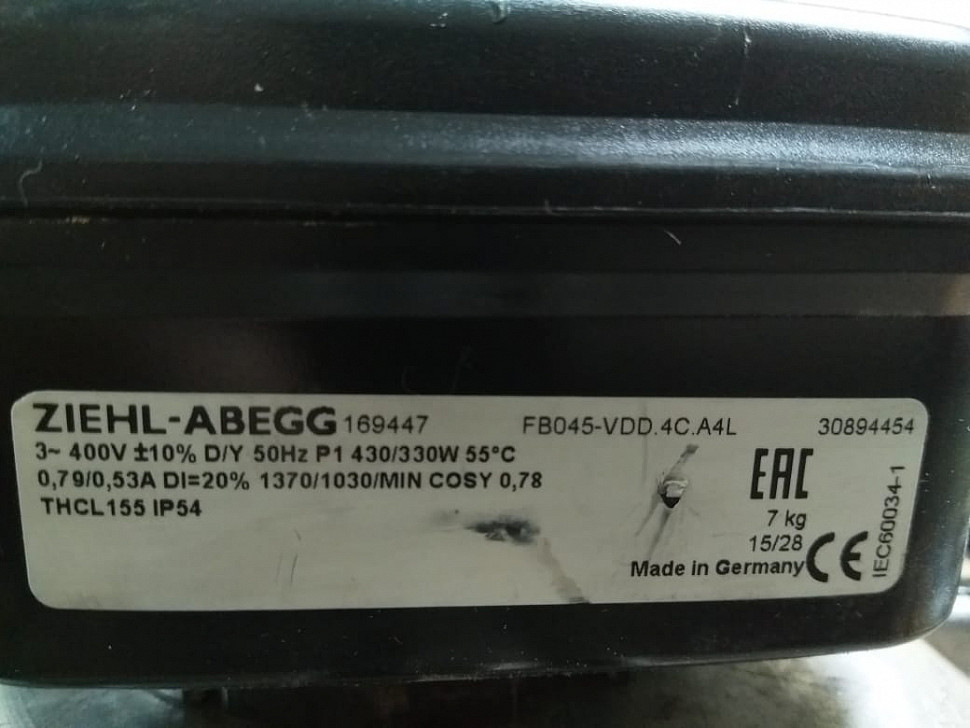 ZIEHL-ABEGG 169447 FB045-VDD.4C.A4L 30894454
3~ 400V ±10% D/Y 50Hz P1 430/330W 55°C
0,79/0,53A DI=20% 1370/1030/MIN COSY 0,78
THCL155 IP54
EAC
7 kg
15/28
Made in Germany CE
IEC60034-1